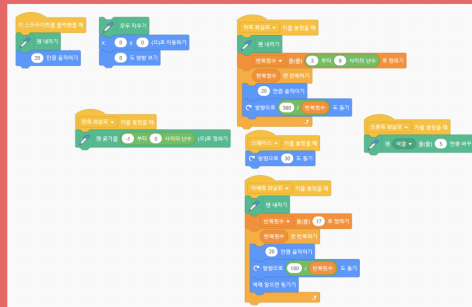 이 스프라이트를 클릭했을 때
펜 내리기
20 만큼 움직이기
모두 지우기
x: 0 y: 0 (으)로 이동하기
0 도 방향 보기
왼쪽 화살표 키를 눌렀을 때
펜 굵기를 -1 부터 5 사이의 난수 (으)로 정하기
위쪽 화살표 키를 눌렀을 때
펜 내리기
반복횟수 을(를) 3 부터 9 사이의 난수 로 정하기
반복횟수 번 반복하기
20 만큼 움직이기
방향으로 360 / 반복횟수 도 돌기
스페이스 키를 눌렀을 때
방향으로 30 도 돌기
아래쪽 화살표 키를 눌렀을 때
펜 내리기
반복횟수 을(를) 17 로 정하기
반복횟수 번 반복하기
20 만큼 움직이기
방향으로 180 / 반복횟수 도 돌기
벽에 닿으면 튕기기
오른쪽 화살표 키를 눌렀을 때
펜 색깔 을(를) 5 만큼 바꾸